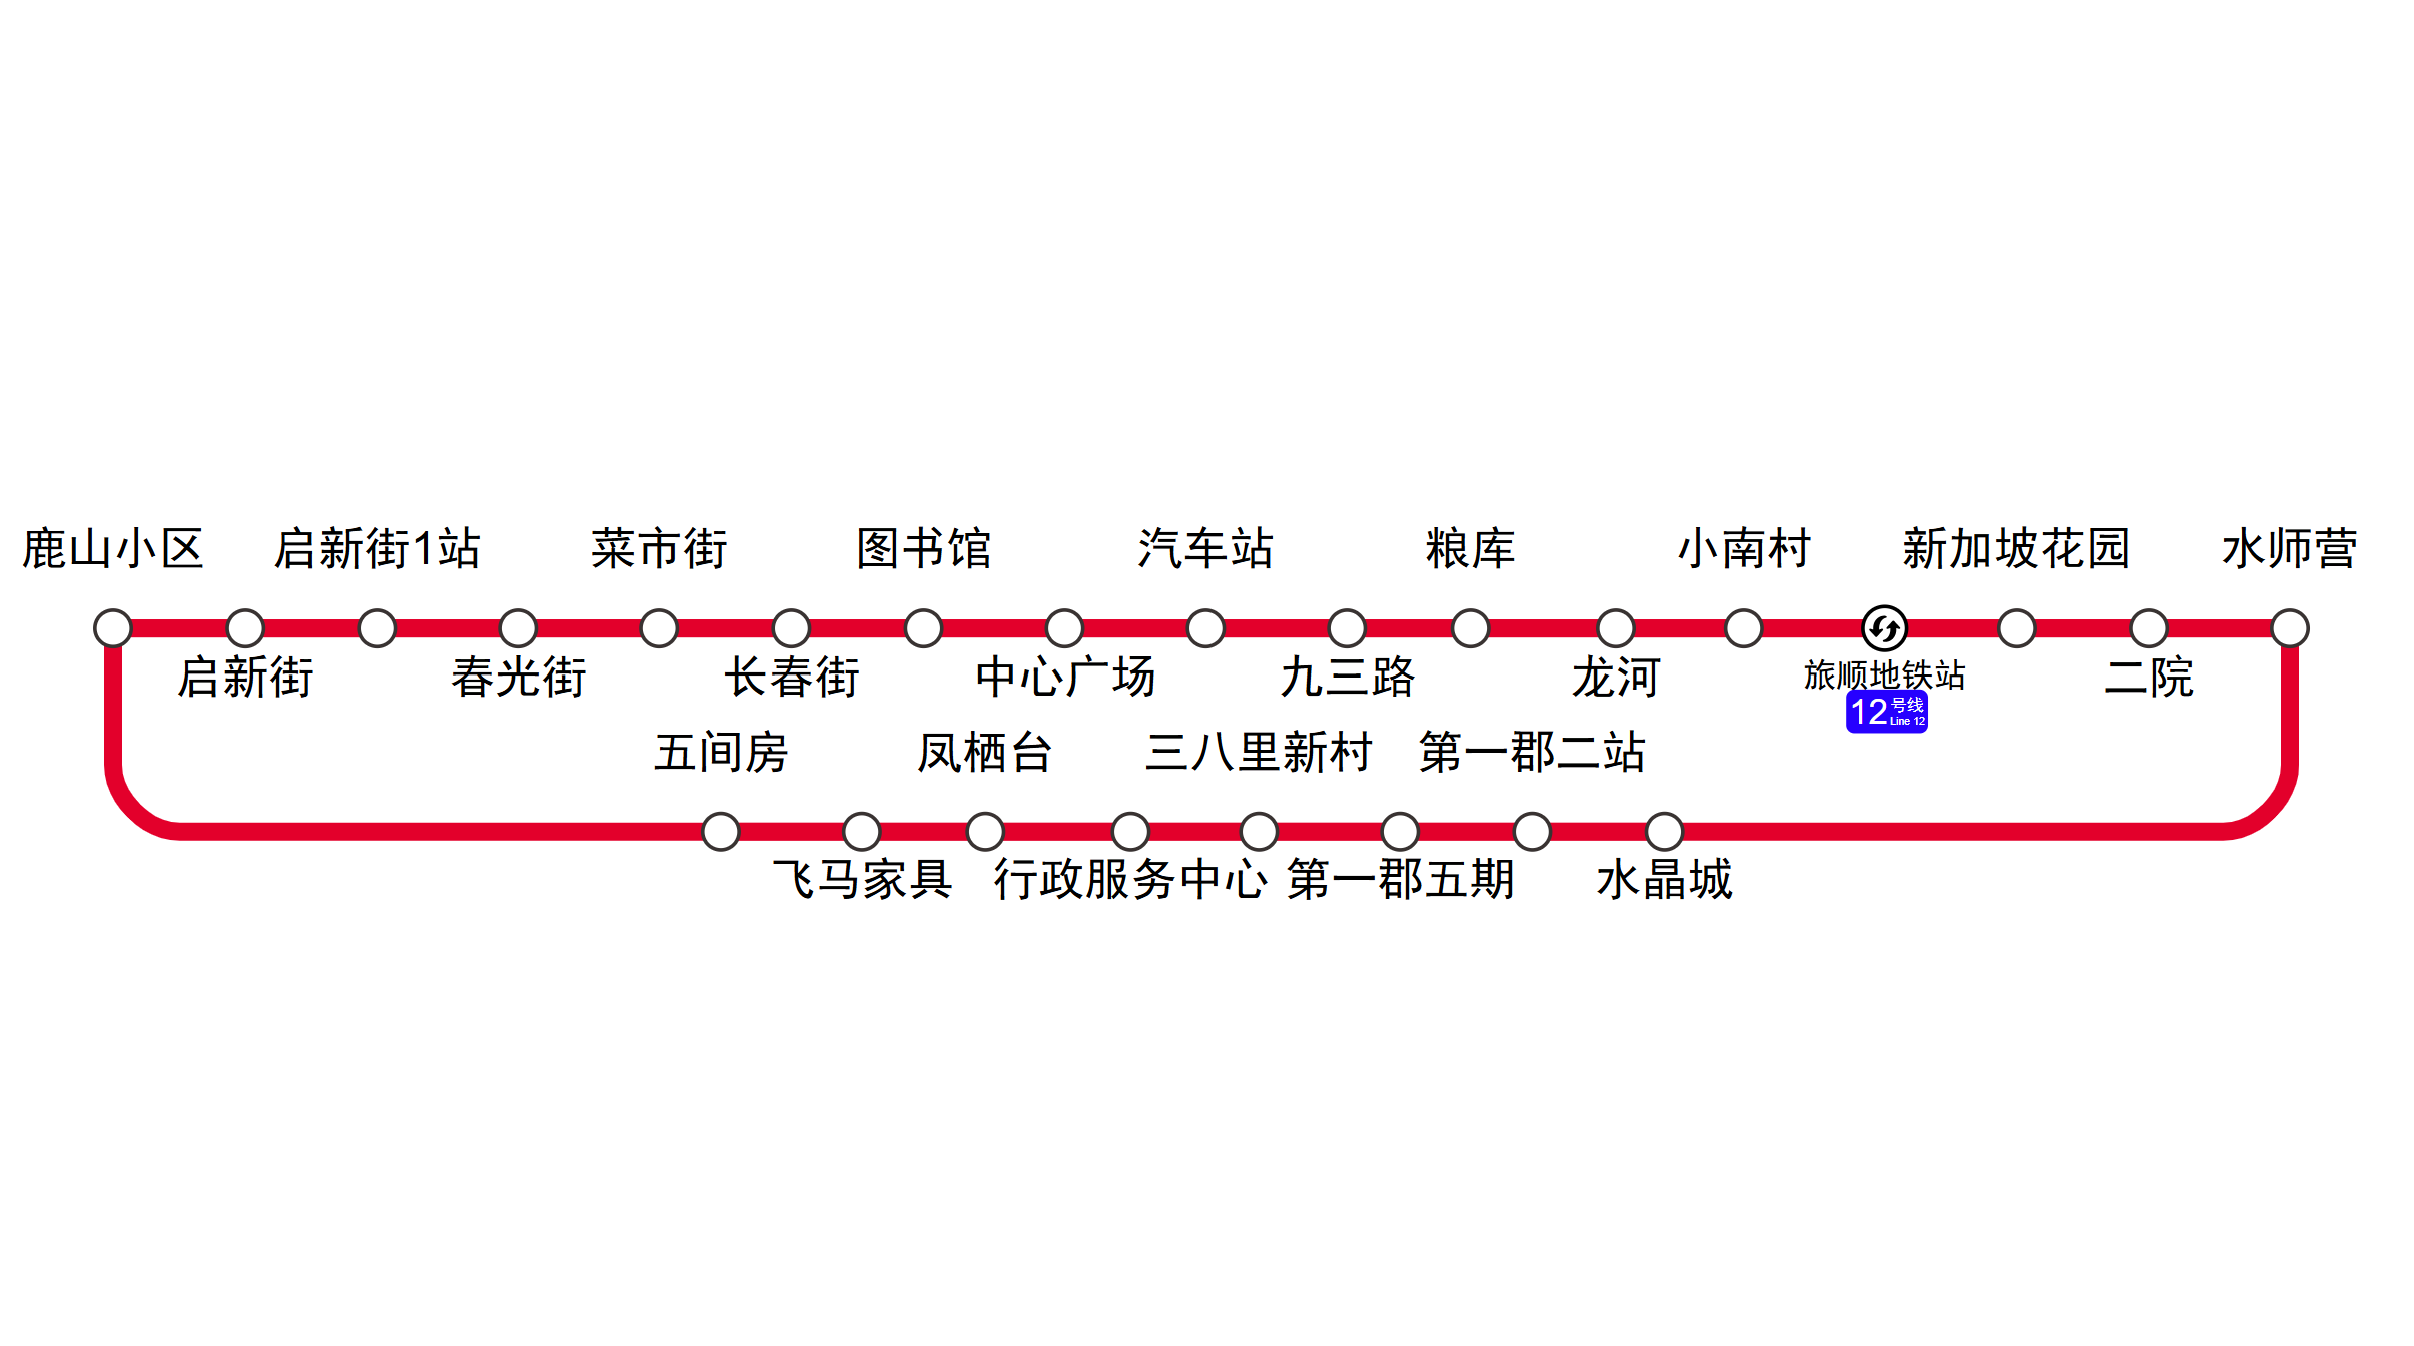 鹿山小区 启新街1站 菜市街 图书馆 汽车站 粮库 小南村 新加坡花园 水师营
启新街 春光街 长春街 中心广场 九三路 龙河 旅顺地铁站 二院
12 号线
Line 12
五间房 凤栖台 三八里新村 第一郡二站
飞马家具 行政服务中心 第一郡五期 水晶城